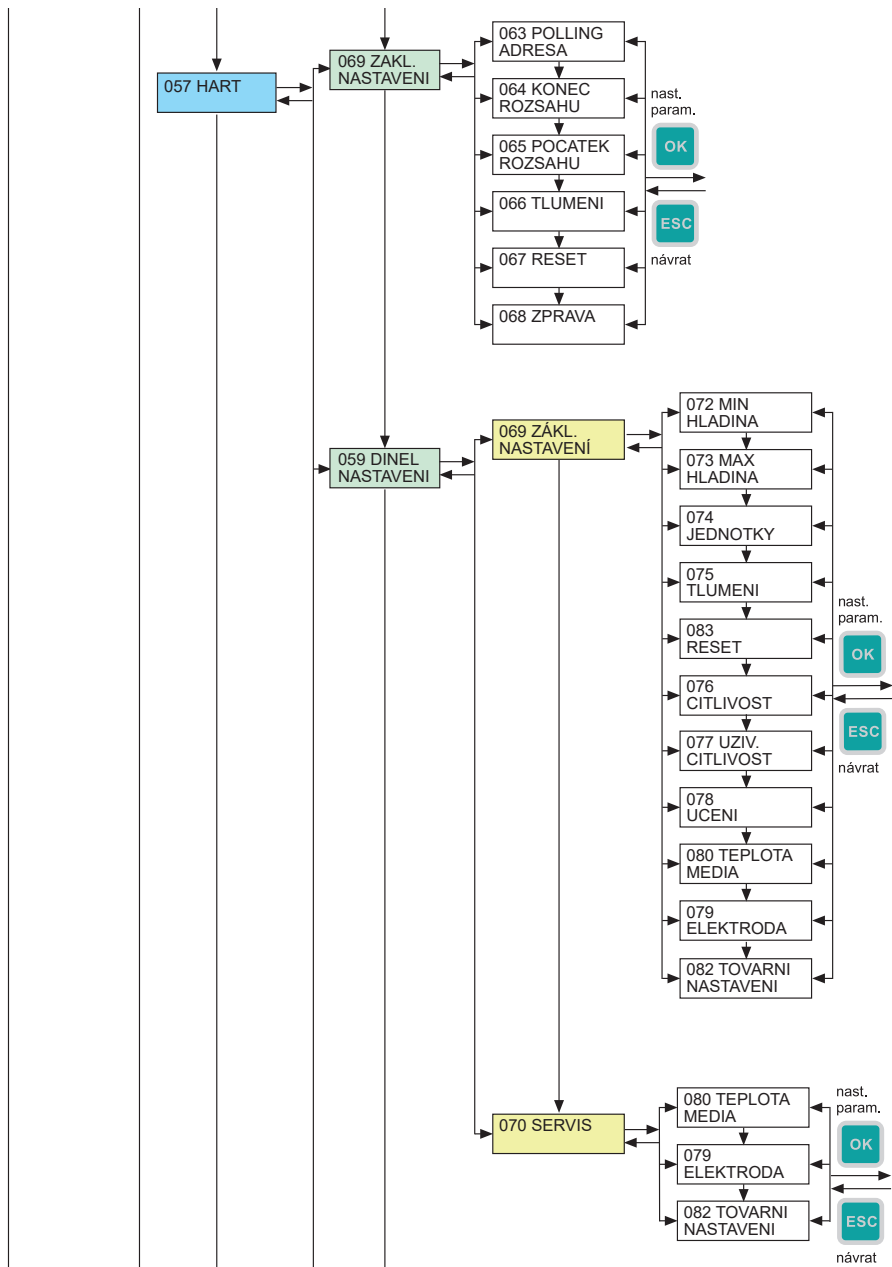 057 HART
069 ZAKL.
NASTAVENI
063 POLLING
ADRESA
064 KONEC
ROZSAHU
065 POCATEK
ROZSAHU
066 TLUMENI
067 RESET
068 ZPRAVA
nast.
param.
OK
ESC
návrat
059 DINEL
NASTAVENI
069 ZÁKL.
NASTAVENÍ
072 MIN
HLADINA
073 MAX
HLADINA
074
JEDNOTKY
075
TLUMENI
083
RESET
076
CITLIVOST
077 UZIV.
CITLIVOST
078
UCENI
080 TEPLOTA
MEDIA
079
ELEKTRODA
082 TOVARNI
NASTAVENI
nast.
param.
OK
ESC
návrat
070 SERVIS
080 TEPLOTA
MEDIA
079
ELEKTRODA
082 TOVARNI
NASTAVENI
nast.
param.
OK
ESC
návrat